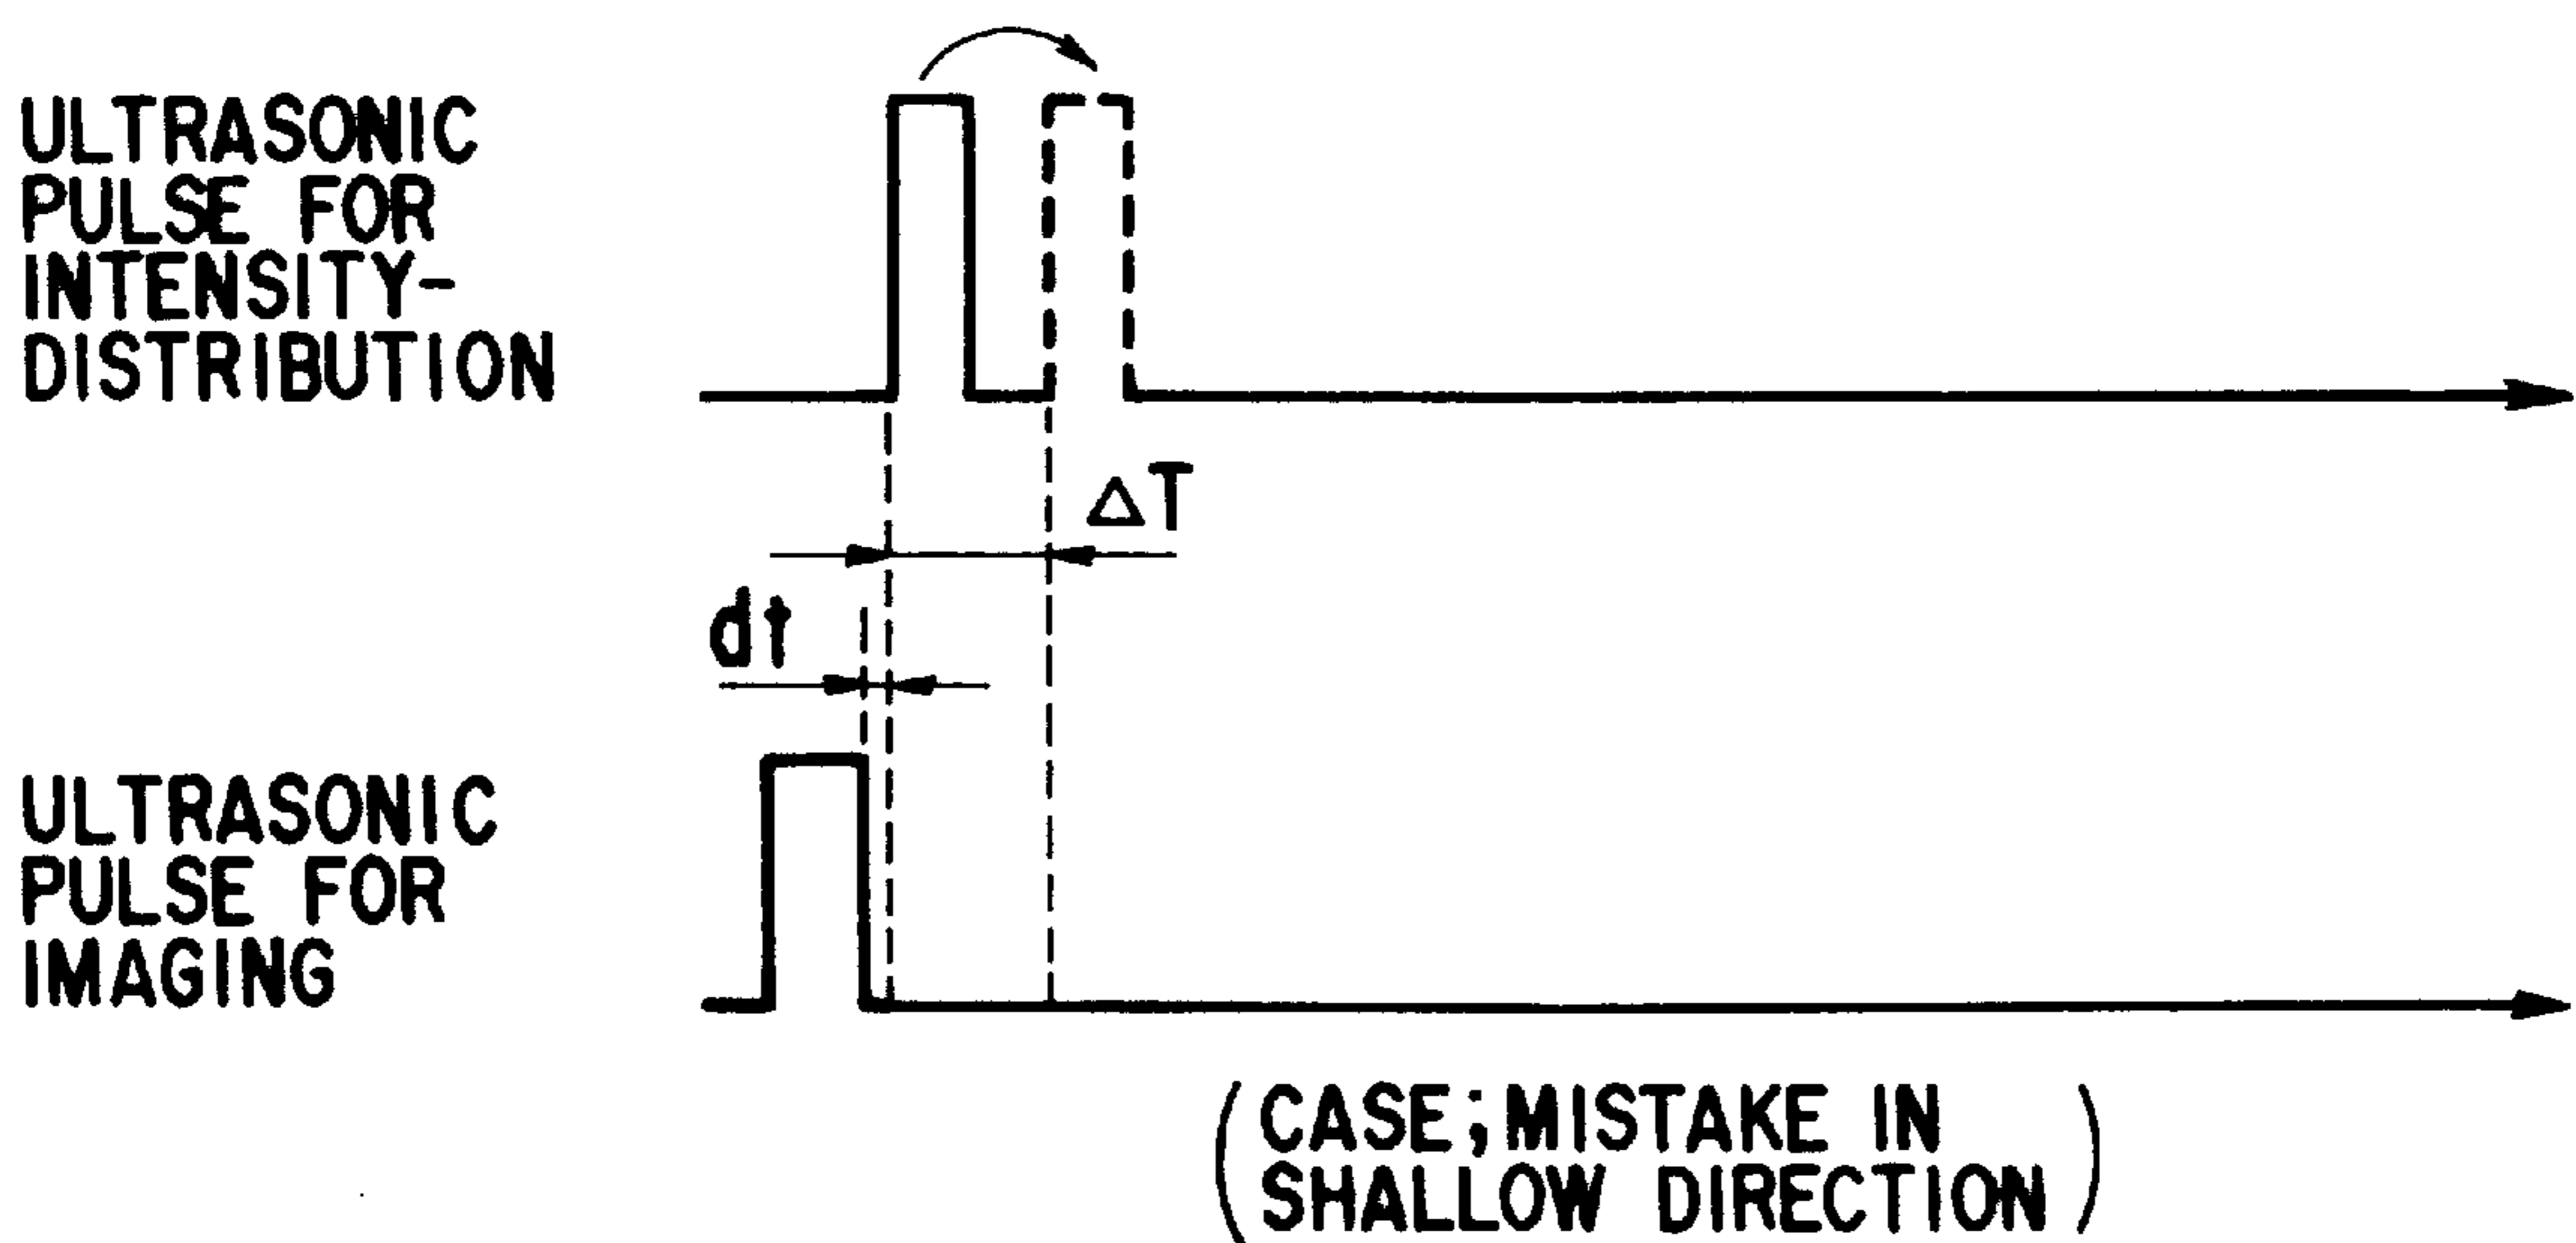 ULTRASONIC
PULSE FOR
INTENSITY-
DISTRIBUTION
ΔT
dt
ULTRASONIC
PULSE FOR
IMAGING
(CASE;MISTAKE IN
SHALLOW DIRECTION)